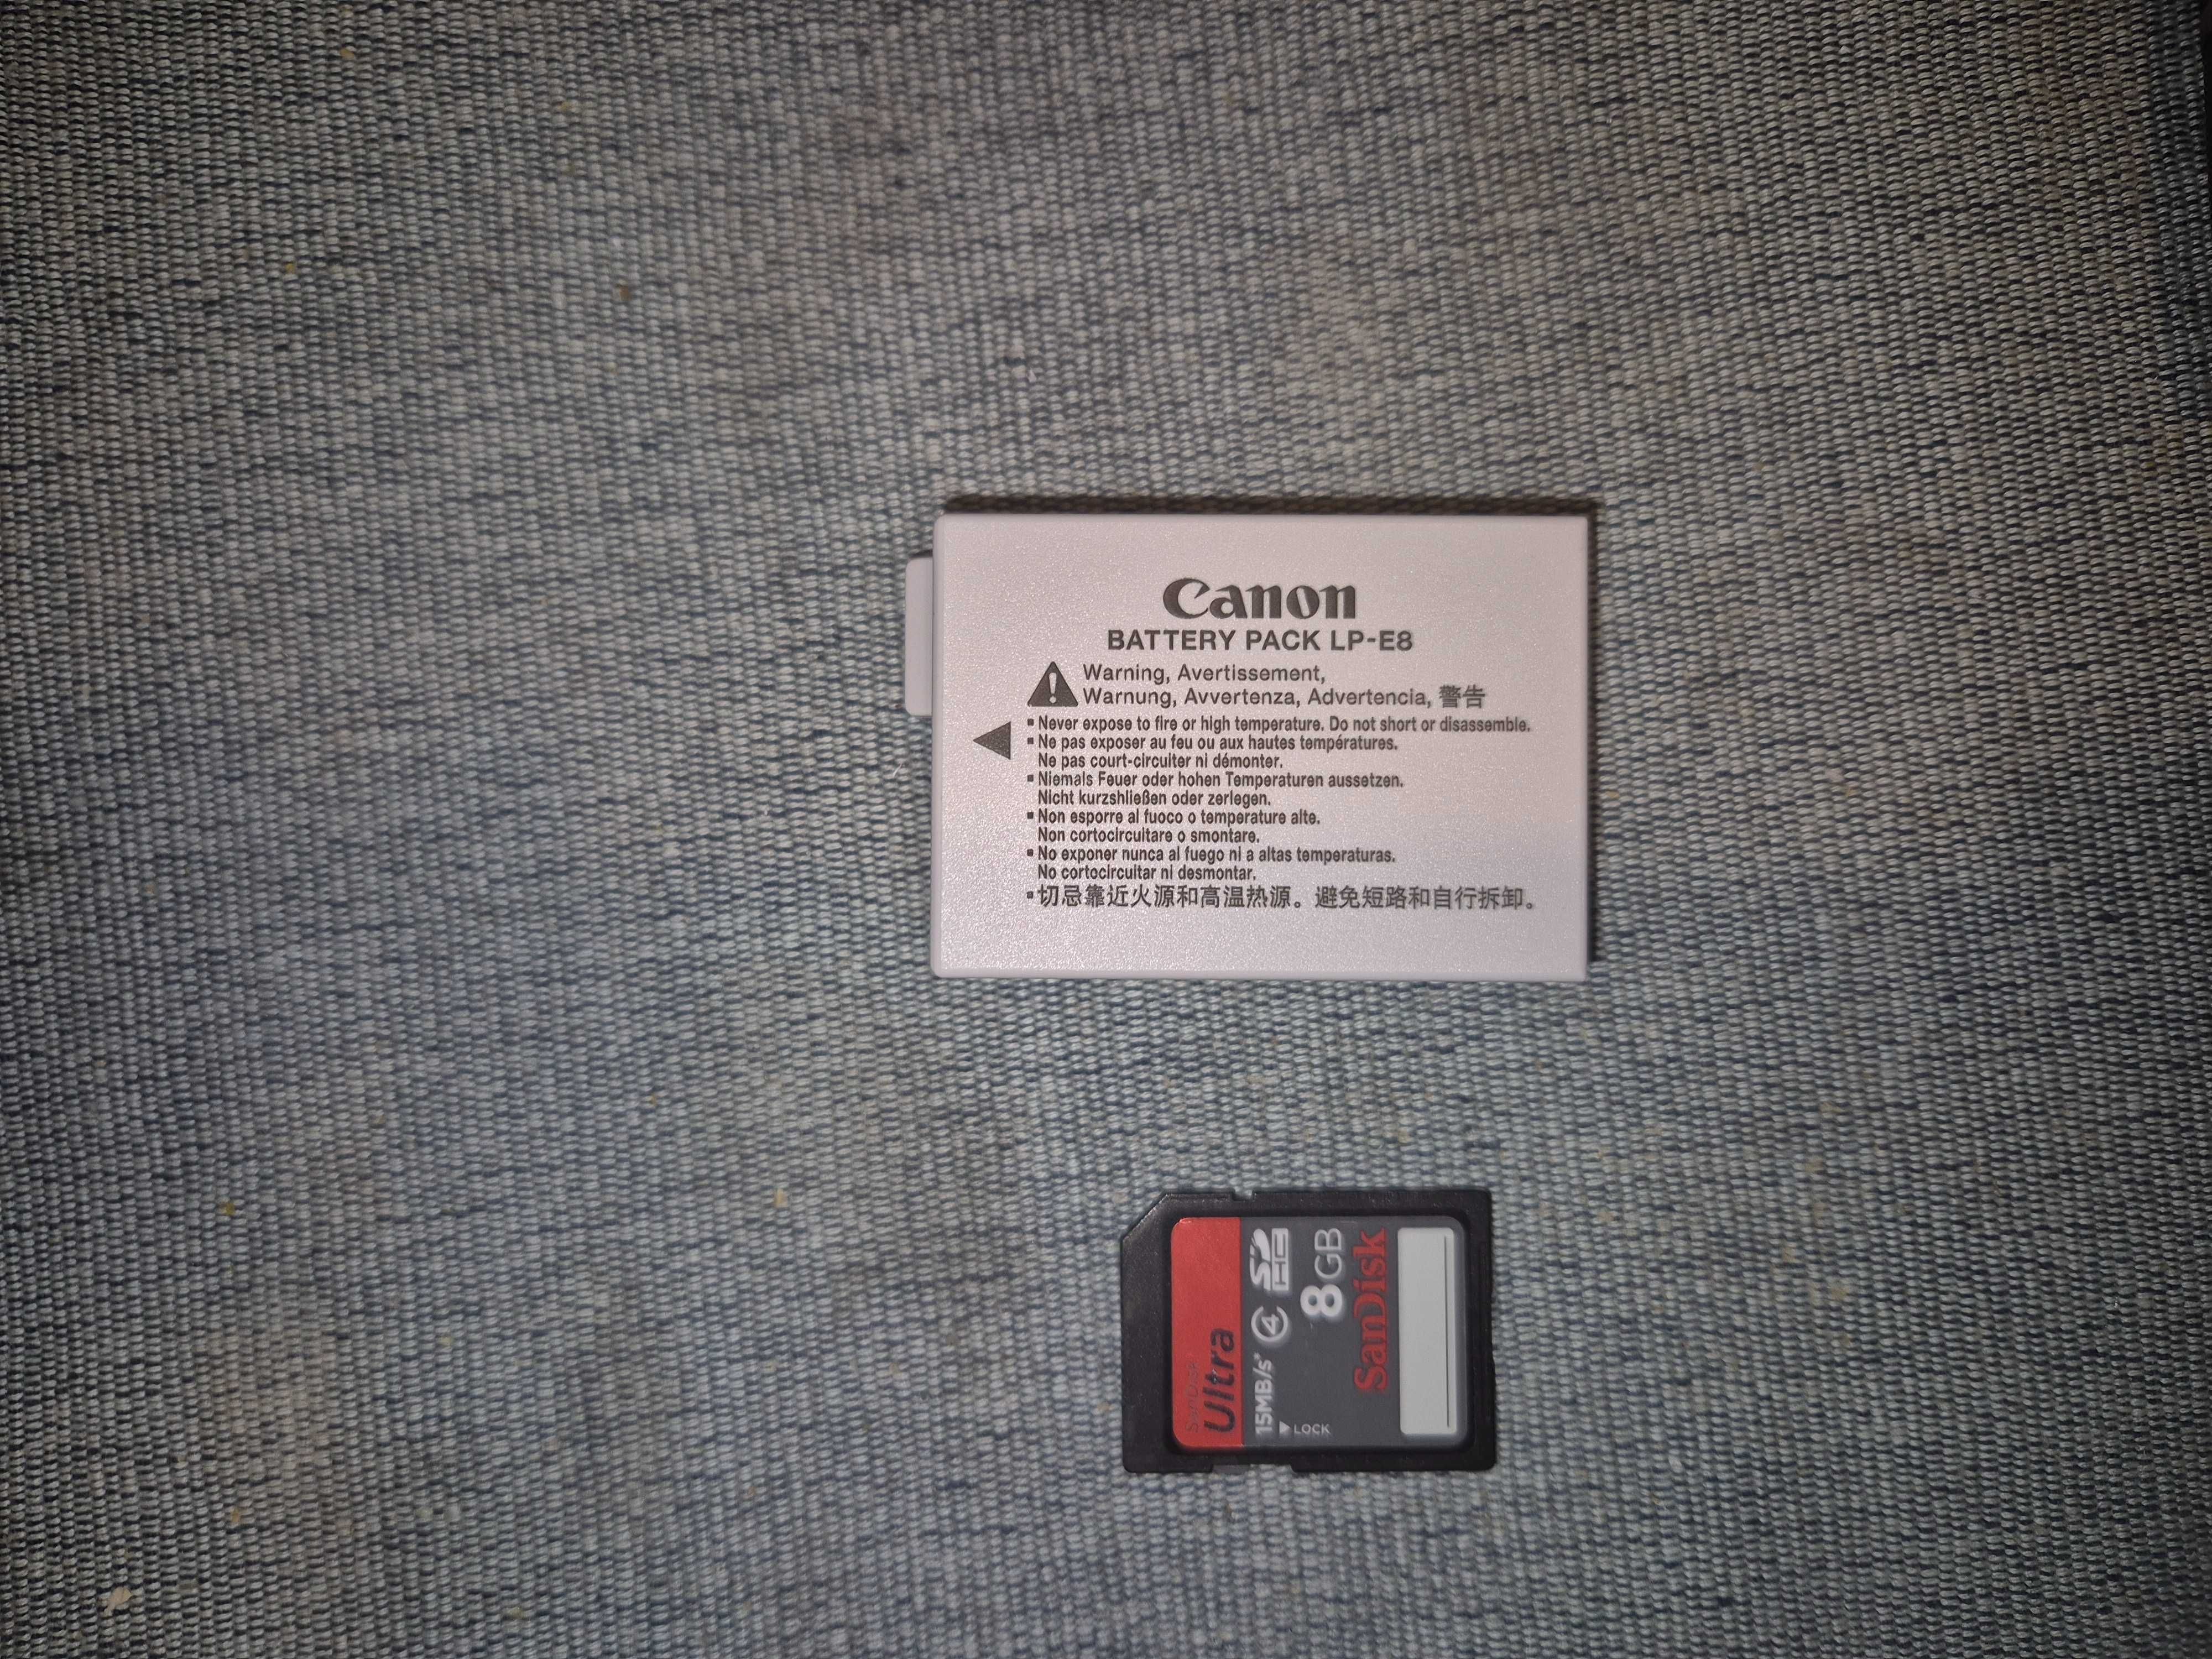 Canon
BATTERY PACK LP-E8
Warning, Avertissement,
Warnung, Avvertenza, Advertencia, 警告
▪ Never expose to fire or high temperature. Do not short or disassemble.
▪ Ne pas exposer au feu ou aux hautes températures.
Ne pas court-circuiter ni démonter.
▪ Niemals Feuer oder hohen Temperaturen aussetzen.
Nicht kurzshließen oder zerlegen.
▪ Non esporre al fuoco o temperature alte.
Non cortocircuitare o smontare.
▪ No exponer nunca al fuego ni a altas temperaturas.
No cortocircuitar ni desmontar.
▪ 切忌靠近火源和高温热源。避免短路和自行拆卸。
SanDisk
Ultra
15MB/s* 4 SDHC
LOCK
8GB
SanDisk